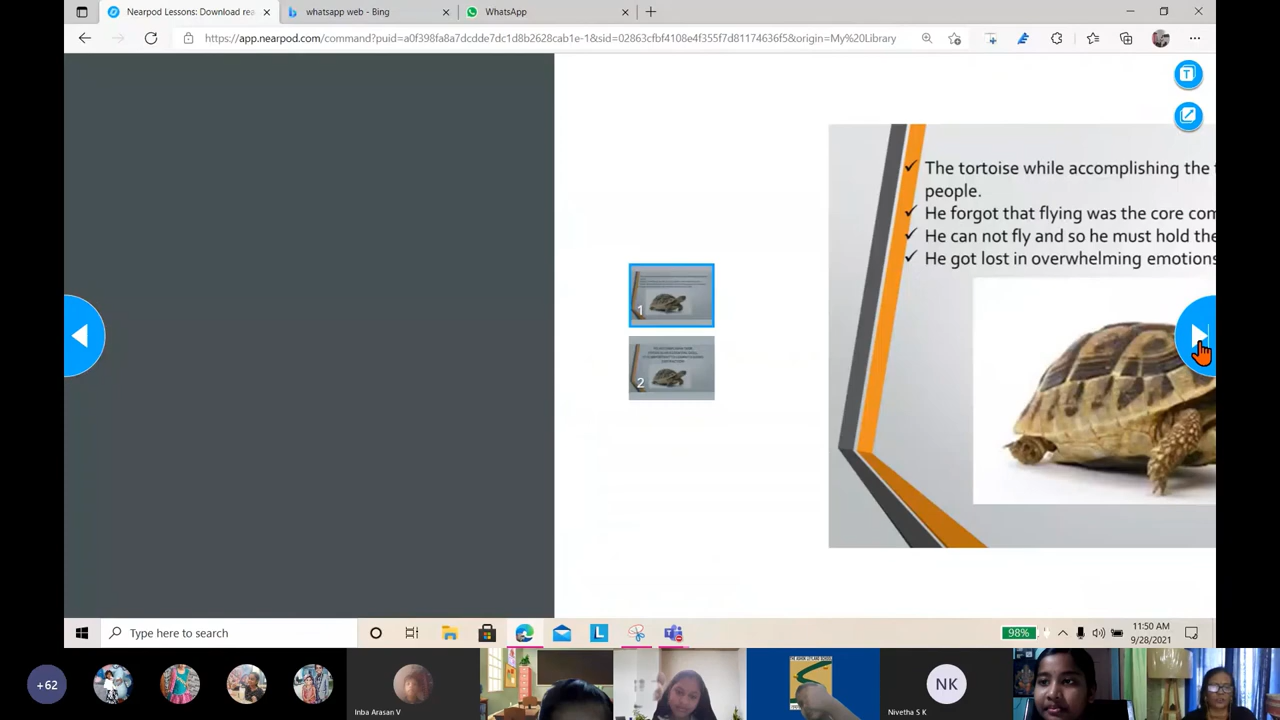 Nearpod Lessons: Download rea
whatsapp web - Bing
WhatsApp
https://app.nearpod.com/command?puid=a0f398fa8a7dcdde7dc1d8b2628cab1e-1&sid=02863cfbf4108e4f355f7d81174636f5&origin=My%20Library
T
The tortoise while accomplishing the
people.
He forgot that flying was the core com
He can not fly and so he must hold the
He got lost in overwhelming emotions
1
2
Type here to search
L
98%
11:50 AM
9/28/2021
+62
Inba Arasan V
NK
Nivetha S K